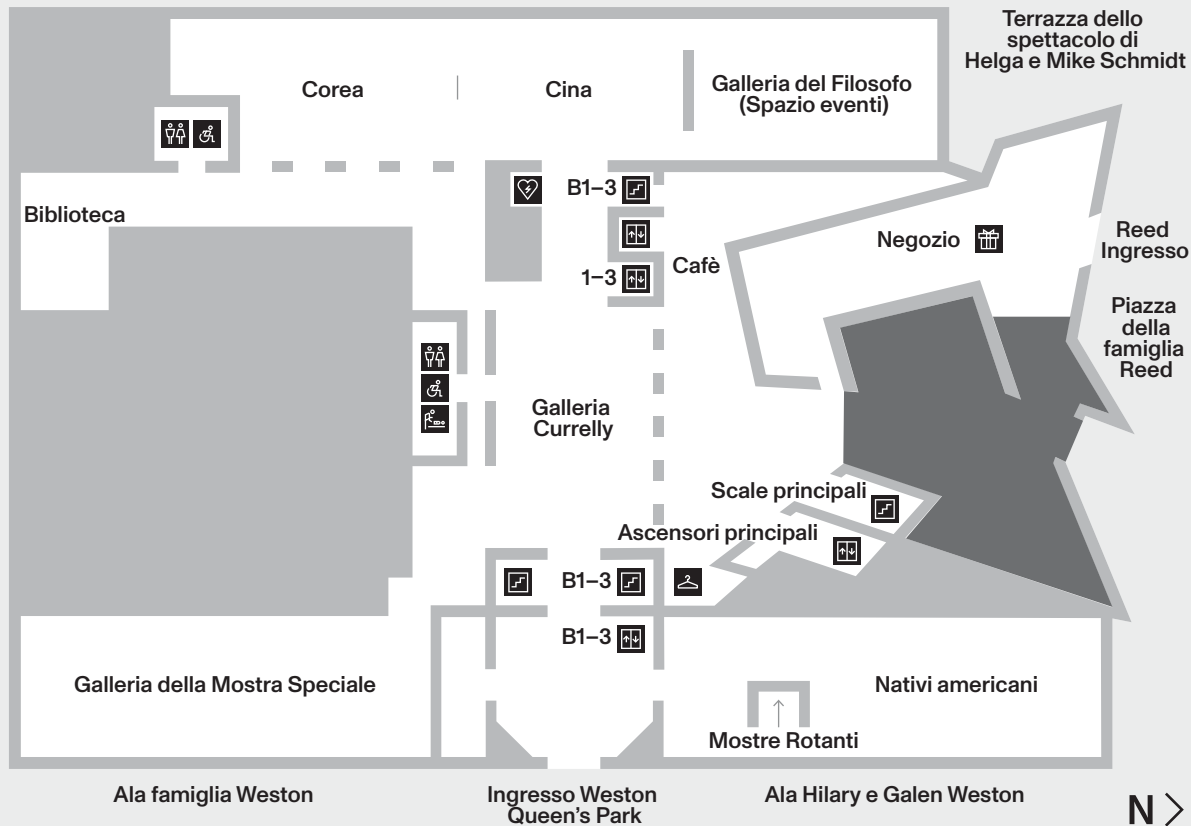 Terrazza dello
spettacolo di
Helga e Mike Schmidt
Corea
Cina
Galleria del Filosofo
(Spazio eventi)
B1–3
Biblioteca
Negozio
Reed
Ingresso
Cafè
1–3
Piazza
della
famiglia
Reed
Galleria
Currelly
Scale principali
Ascensori principali
B1–3
B1–3
Galleria della Mostra Speciale
Nativi americani
Mostre Rotanti
Ala famiglia Weston
Ingresso Weston
Queen's Park
Ala Hilary e Galen Weston
N